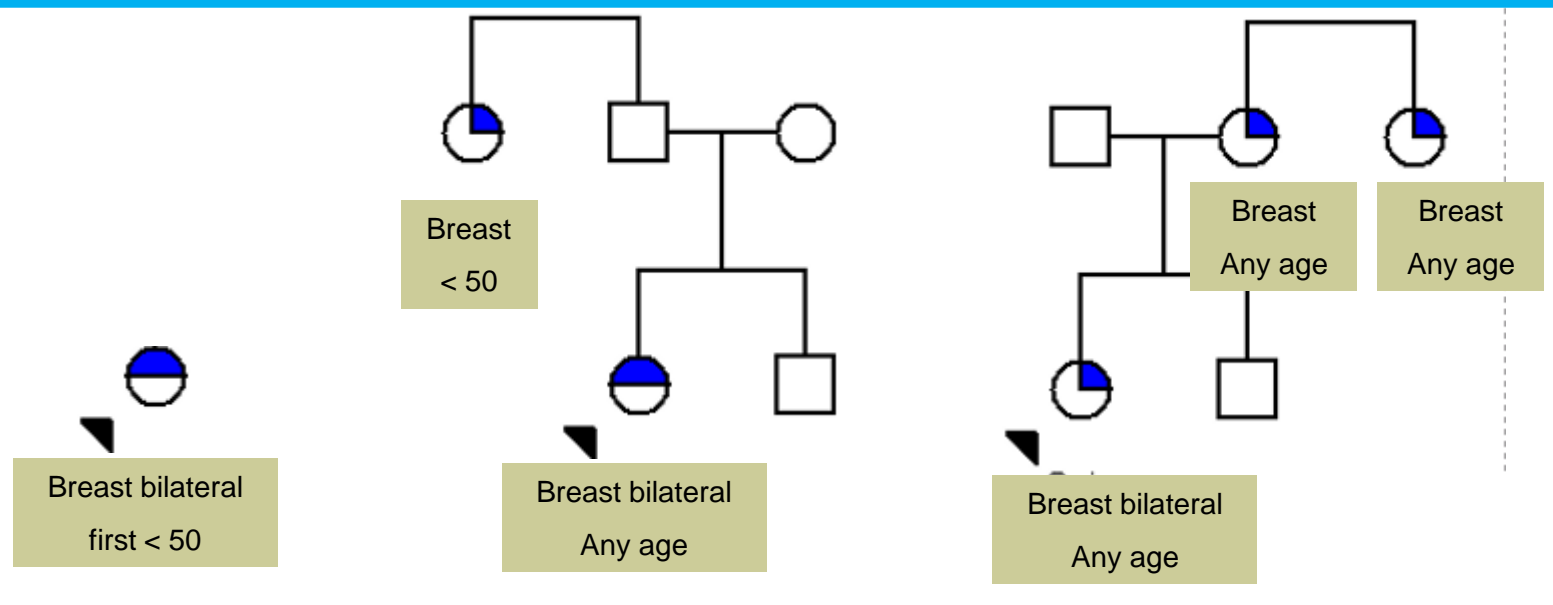 Breast
< 50
Breast
Any age
Breast
Any age
Breast bilateral
first < 50
Breast bilateral
Any age
Breast bilateral
Any age